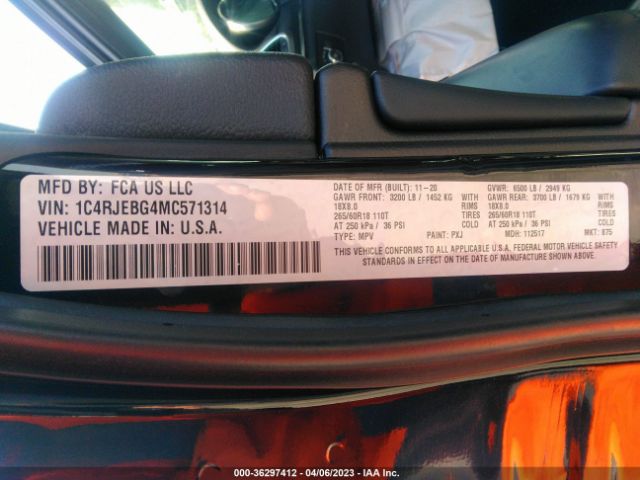 MFD BY: FCA US LLC
VIN: 1C4RJEBG4MC571314
VEHICLE MADE IN: U.S.A.
DATE OF MFR (BUILT): 11-20 GVWR: 6500 LB / 2949 KG
GAWR FRONT: 3200 LB / 1452 KG WITH GAWR REAR: 3700 LB / 1679 KG WITH
18X8.0 RIMS 18X8.0 RIMS
265/60R18 110T TIRES 265/60R18 110T TIRES
AT 250 kPa / 36 PSI COLD AT 250 kPa / 36 PSI COLD
TYPE: MPV PAINT: PXJ MDH: 112517 MKT: 875
THIS VEHICLE CONFORMS TO ALL APPLICABLE U.S.A. FEDERAL MOTOR VEHICLE SAFETY
STANDARDS IN EFFECT ON THE DATE OF MANUFACTURE SHOWN ABOVE.
000-36297412 - 04/06/2023 - IAA Inc.